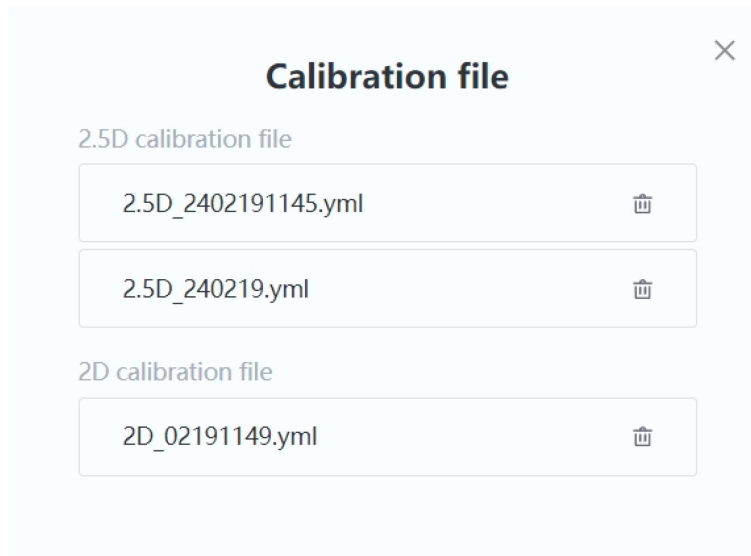 Calibration file
2.5D calibration file
2.5D_2402191145.yml
2.5D_240219.yml
2D calibration file
2D_02191149.yml